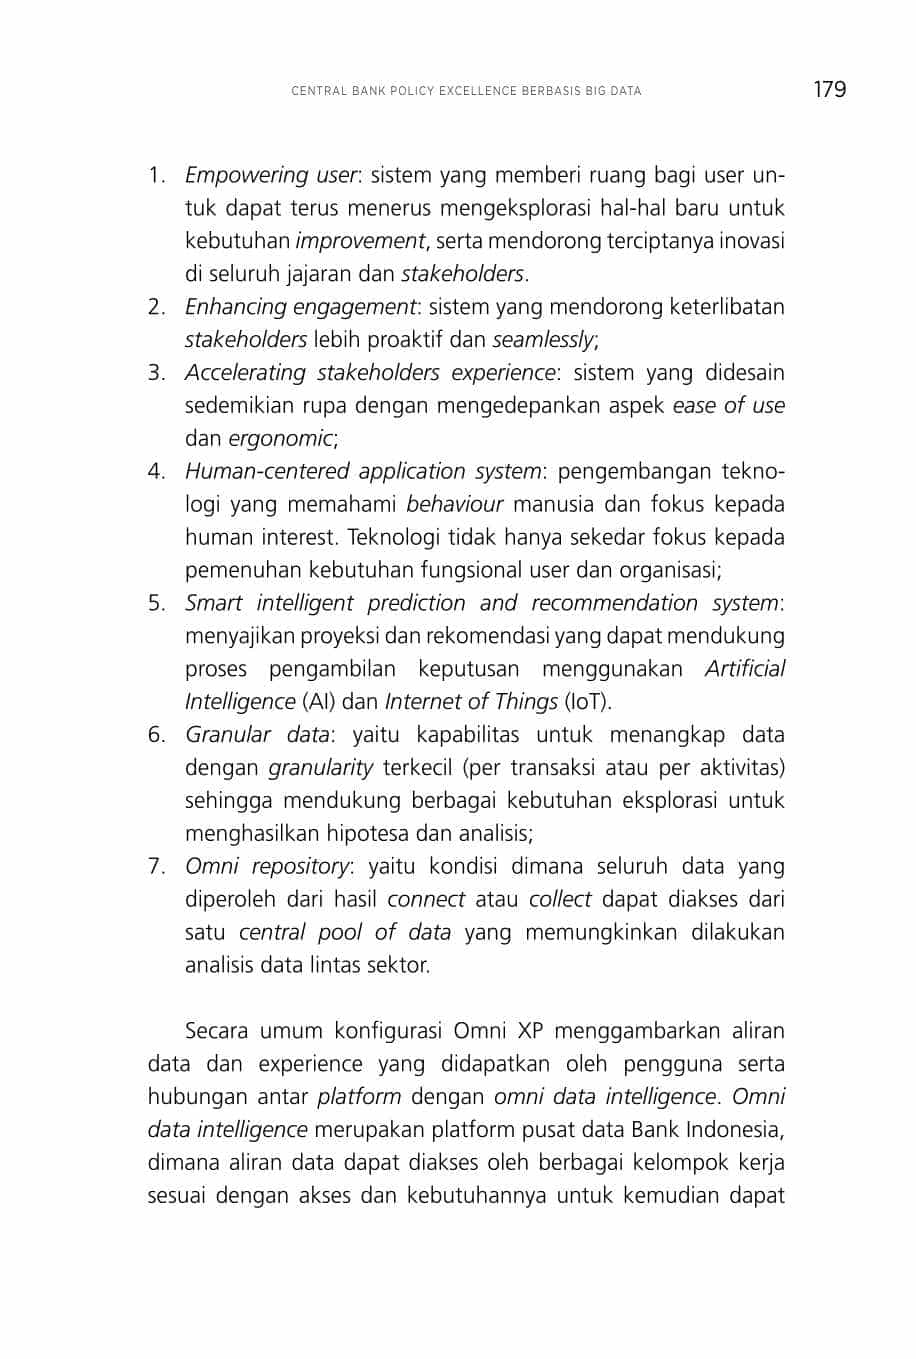 CENTRAL BANK POLICY EXCELLENCE BERBASIS BIG DATA 179
1. Empowering user: sistem yang memberi ruang bagi user un-
tuk dapat terus menerus mengeksplorasi hal-hal baru untuk
kebutuhan improvement, serta mendorong terciptanya inovasi
di seluruh jajaran dan stakeholders.
2. Enhancing engagement: sistem yang mendorong keterlibatan
stakeholders lebih proaktif dan seamlessly;
3. Accelerating stakeholders experience: sistem yang didesain
sedemikian rupa dengan mengedepankan aspek ease of use
dan ergonomic;
4. Human-centered application system: pengembangan tekno-
logi yang memahami behaviour manusia dan fokus kepada
human interest. Teknologi tidak hanya sekedar fokus kepada
pemenuhan kebutuhan fungsional user dan organisasi;
5. Smart intelligent prediction and recommendation system:
menyajikan proyeksi dan rekomendasi yang dapat mendukung
proses pengambilan keputusan menggunakan Artificial
Intelligence (AI) dan Internet of Things (IoT).
6. Granular data: yaitu kapabilitas untuk menangkap data
dengan granularity terkecil (per transaksi atau per aktivitas)
sehingga mendukung berbagai kebutuhan eksplorasi untuk
menghasilkan hipotesa dan analisis;
7. Omni repository: yaitu kondisi dimana seluruh data yang
diperoleh dari hasil connect atau collect dapat diakses dari
satu central pool of data yang memungkinkan dilakukan
analisis data lintas sektor.
Secara umum konfigurasi Omni XP menggambarkan aliran
data dan experience yang didapatkan oleh pengguna serta
hubungan antar platform dengan omni data intelligence. Omni
data intelligence merupakan platform pusat data Bank Indonesia,
dimana aliran data dapat diakses oleh berbagai kelompok kerja
sesuai dengan akses dan kebutuhannya untuk kemudian dapat